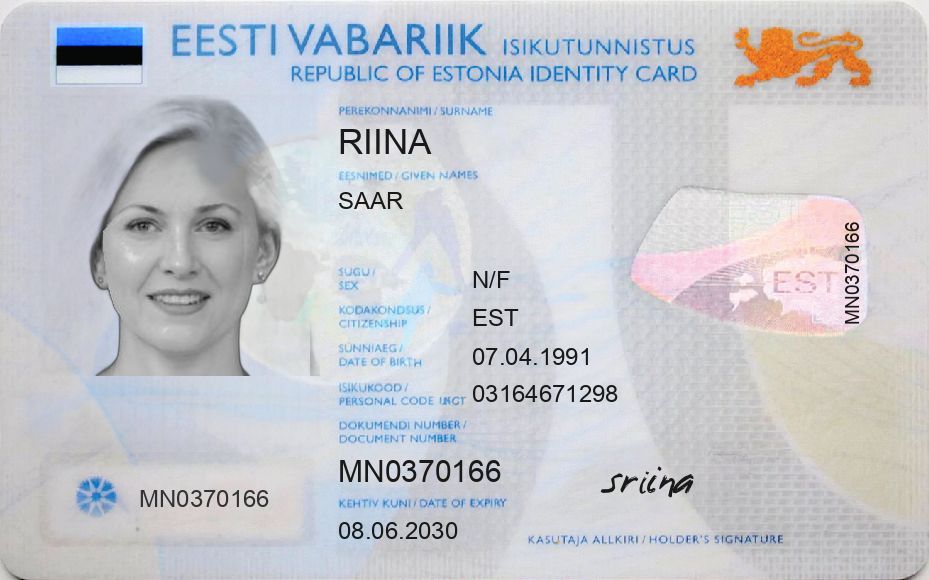 EESTI VABARIIK ISIKUTUNNISTUS
REPUBLIC OF ESTONIA IDENTITY CARD
PEREKONNANIMI / SURNAME
RIINA
EESNIMED / GIVEN NAMES
SAAR
SUGU /
SEX
N/F
KODAKONDSUS /
CITIZENSHIP
EST
SÜNNIAEG /
DATE OF BIRTH
07.04.1991
ISIKUKOOD /
PERSONAL CODE
03164671298
DOKUMENDI NUMBER /
DOCUMENT NUMBER
MN0370166
KEHTIV KUNI / DATE OF EXPIRY
08.06.2030
MN0370166
EST
MN0370166
sriina
KASUTAJA ALLKIRI / HOLDER'S SIGNATURE